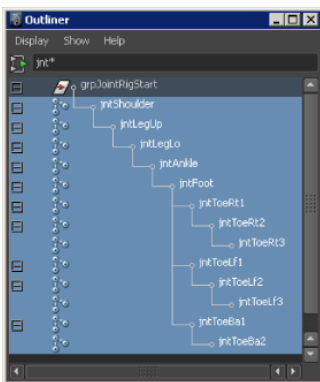 Outliner
Display Show Help
jnt*
grpJointRigStart
jntShoulder
jntLegUp
jntLegLo
jntAnkle
jntFoot
jntToeRt1
jntToeRt2
jntToeRt3
jntToeLf1
jntToeLf2
jntToeLf3
jntToeBa1
jntToeBa2